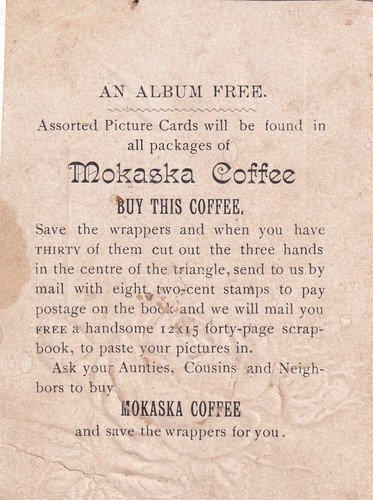 AN ALBUM FREE.
Assorted Picture Cards will be found in
all packages of
Mokaska Coffee
BUY THIS COFFEE.
Save the wrappers and when you have
THIRTY of them cut out the three hands
in the centre of the triangle, send to us by
mail with eight two-cent stamps to pay
postage on the book and we will mail you
FREE a handsome 12x15 forty-page scrap-
book, to paste your pictures in.
Ask your Aunties, Cousins and Neigh-
bors to buy
MOKASKA COFFEE
and save the wrappers for you.